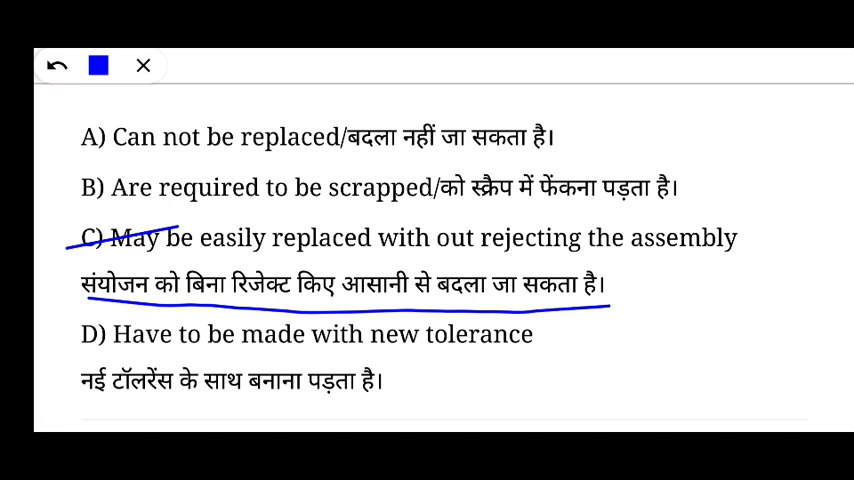 A) Can not be replaced/बदला नहीं जा सकता है।
B) Are required to be scrapped/को स्क्रैप में फेंकना पड़ता है।
C) May be easily replaced with out rejecting the assembly
संयोजन को बिना रिजेक्ट किए आसानी से बदला जा सकता है।
D) Have to be made with new tolerance
नई टॉलरेंस के साथ बनाना पड़ता है।